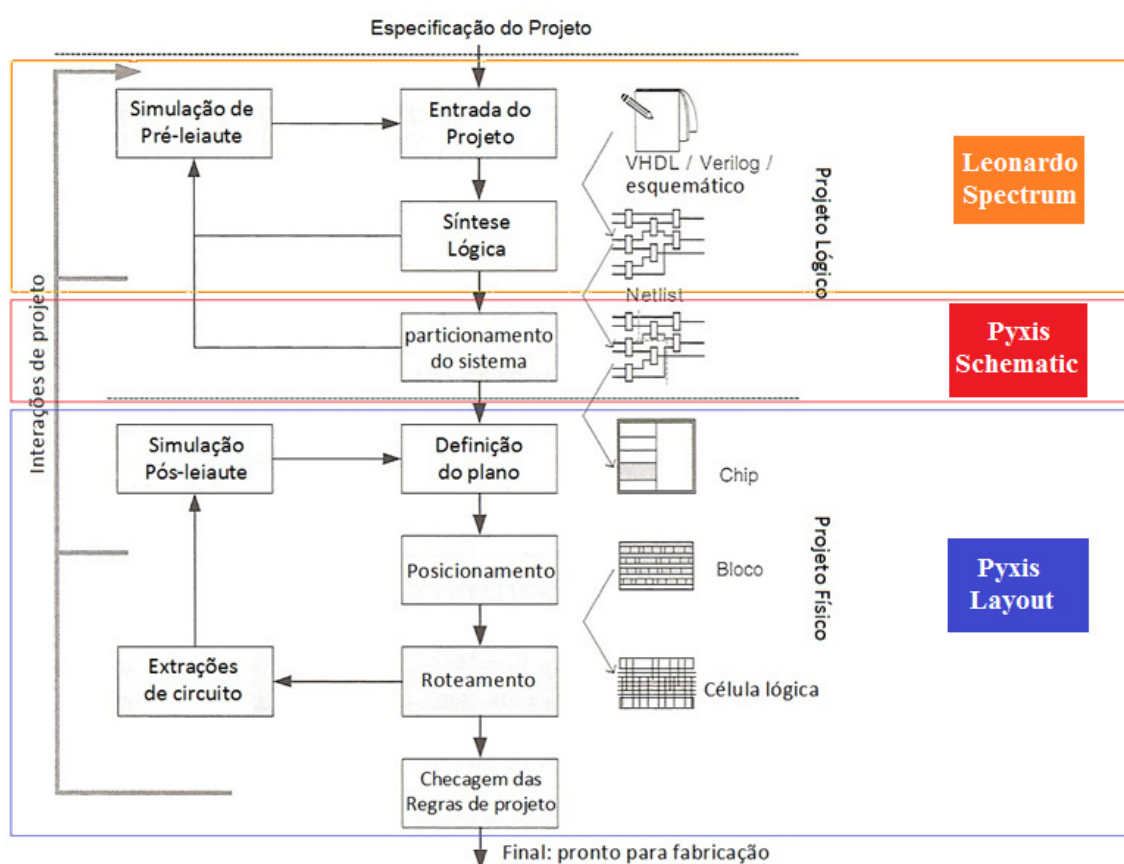 Especificação do Projeto
Simulação de
Pré-leiaute
Entrada do
Projeto
VHDL / Verilog /
esquemático
Leonardo
Spectrum
Síntese
Lógica
Projeto Lógico
Netlist
Interações de projeto
particionamento
do sistema
Pyxis
Schematic
Simulação
Pós-leiaute
Definição
do plano
Chip
Posicionamento
Bloco
Projeto Físico
Pyxis
Layout
Extrações
de circuito
Roteamento
Célula lógica
Checagem das
Regras de projeto
Final: pronto para fabricação